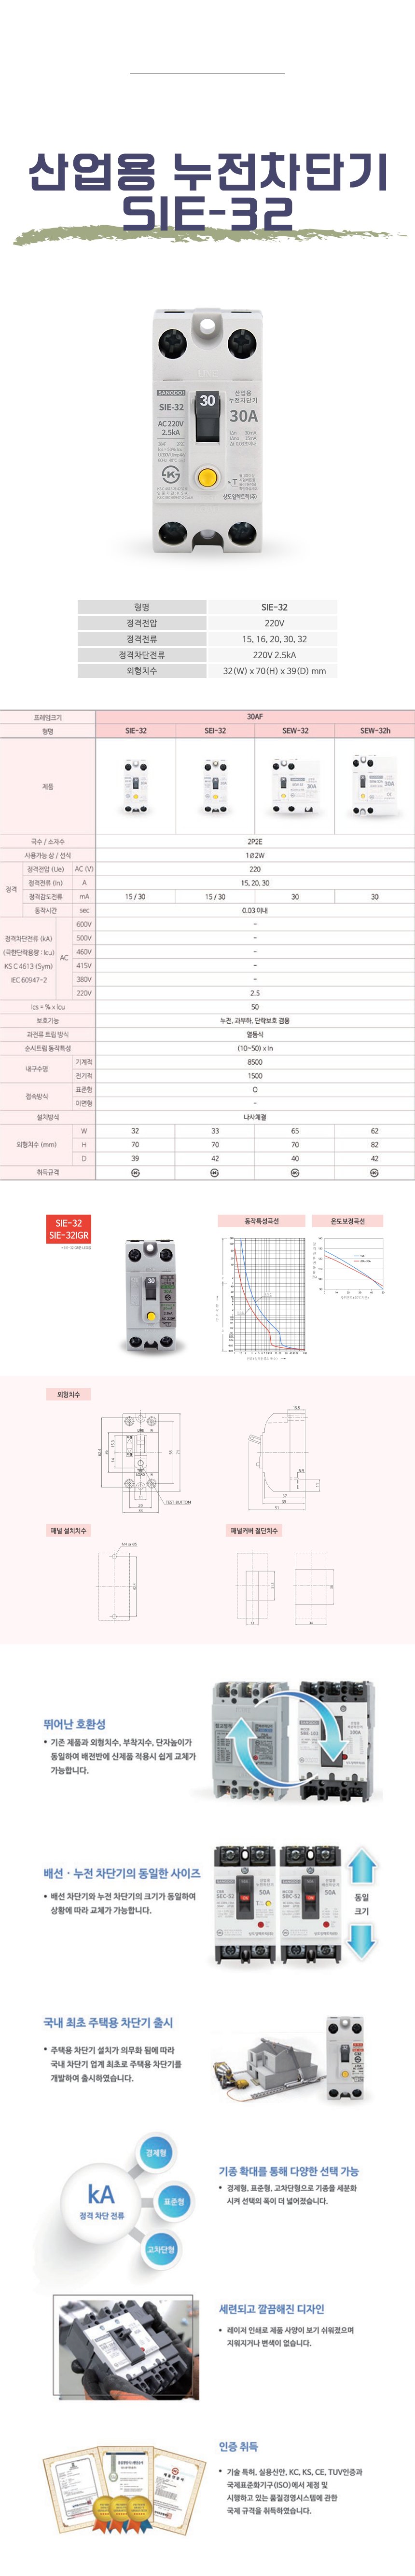 산업용 누전차단기
SIE-32
SANGDO
SIE-32
AC 220V
2.5kA
30
산업용
누전차단기
30A
상도일렉트릭(주)
형명 SIE-32
정격전압 220V
정격전류 15, 16, 20, 30, 32
정격차단전류 220V 2.5kA
외형치수 32(W) x 70(H) x 39(D) mm
프레임크기 30AF
형명 SIE-32 SEI-32 SEW-32 SEW-32h
제품
극수 / 소자수 2P2E
사용가능 상 / 선식 1Ø2W
정격 정격전압 (Ue) AC (V) 220
정격전류 (In) A 15, 20, 30
정격감도전류 mA 15 / 30 15 / 30 30 30
동작시간 sec 0.03 이내
정격차단전류 (kA)
(극한단락용량 : Icu)
KS C 4613 (Sym)
IEC 60947-2
AC
600V -
500V -
460V -
415V -
380V -
220V 2.5
Ics = % x Icu 50
보호기능 누전, 과부하, 단락보호 겸용
과전류 트립 방식 열동식
순시트립 동작특성 (10~50) x In
내구수명 기계적 8500
전기적 1500
접속방식 표준형 O
이면형 -
설치방식 나사체결
외형치수 (mm) W 32 33 65 62
H 70 70 70 82
D 39 42 40 42
취득규격
SIE-32
SIE-32IGR
동작특성곡선
온도보정곡선
외형치수
TEST BUTTON
패널 설치치수
패널커버 절단치수
뛰어난 호환성
• 기존 제품과 외형치수, 부착지수, 단자높이가
동일하여 배전반에 신제품 적용시 쉽게 교체가
가능합니다.
배선 · 누전 차단기의 동일한 사이즈
• 배선 차단기와 누전 차단기의 크기가 동일하여
상황에 따라 교체가 가능합니다.
50A
50A
동일
크기
국내 최초 주택용 차단기 출시
• 주택용 차단기 설치가 의무화 됨에 따라
국내 차단기 업계 최초로 주택용 차단기를
개발하여 출시하였습니다.
kA
정격 차단 전류
경제형
표준형
고차단형
기종 확대를 통해 다양한 선택 가능
• 경제형, 표준형, 고차단형으로 기종을 세분화
시켜 선택의 폭이 더 넓어졌습니다.
세련되고 깔끔해진 디자인
• 레이저 인쇄로 제품 사양이 보기 쉬워졌으며
지워지거나 변색이 없습니다.
인증 취득
• 기술 특허, 실용신안, KC, KS, CE, TUV인증과
국제표준화기구(ISO)에서 제정 및
시행하고 있는 품질경영시스템에 관한
국제 규격을 취득하였습니다.